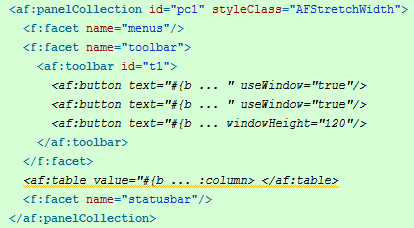 <af:panelCollection id="pc1" styleClass="AFStretchWidth">
<f:facet name="menus"/>
<f:facet name="toolbar">
<af:toolbar id="t1">
<af:button text="#{b ... " useWindow="true"/>
<af:button text="#{b ... " useWindow="true"/>
<af:button text="#{b ... windowHeight="120"/>
</af:toolbar>
</f:facet>
<af:table value="#{b ... :column> </af:table>
<f:facet name="statusbar"/>
</af:panelCollection>